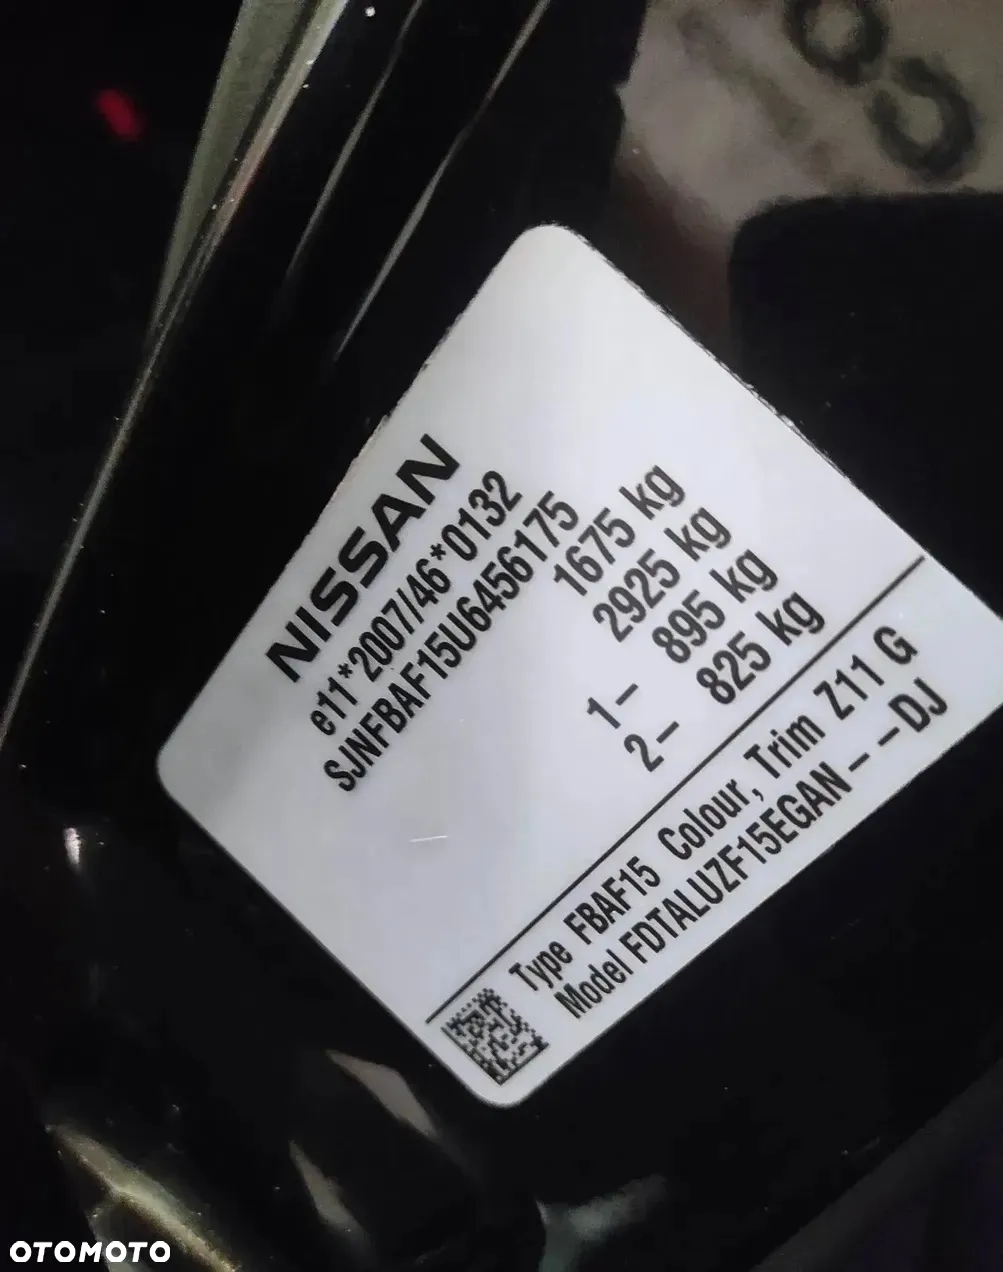 NISSAN
e11*2007/46*0132
SJNFBAF15U6456175
1675 kg
2925 kg
1– 895 kg
2– 825 kg
Type FBAF15 Colour, Trim Z11 G
Model FDTALUZF15EGAN – –DJ
OTOMOTO